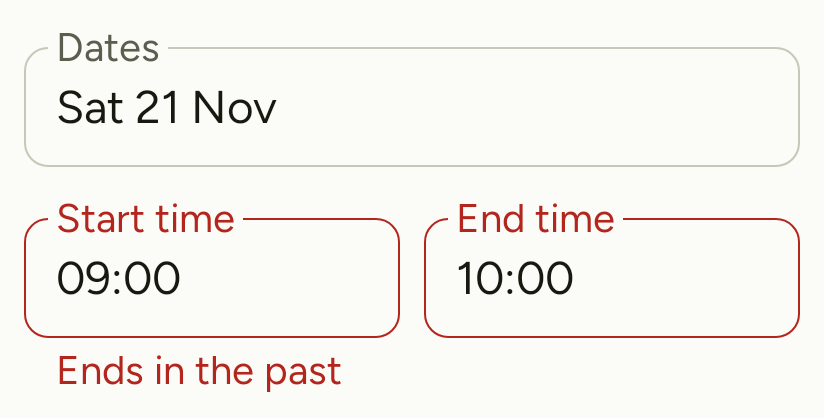 Dates
Sat 21 Nov
Start time
09:00
End time
10:00
Ends in the past